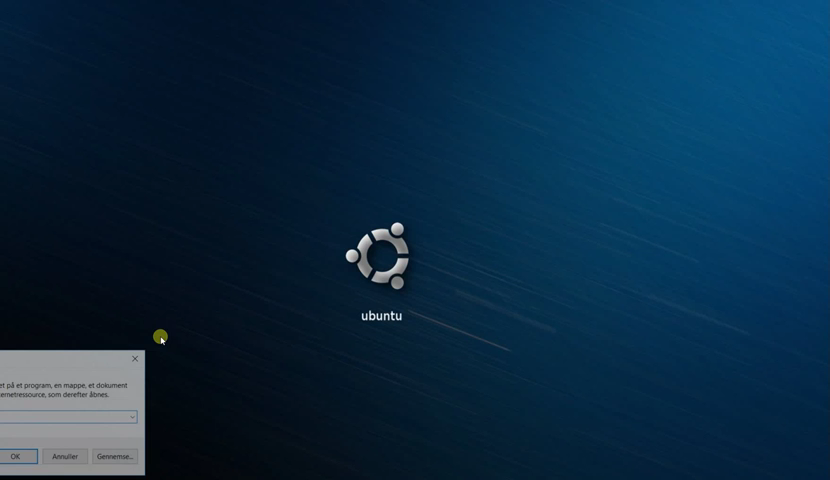 ubuntu
et på et program, en mappe, et dokument
ernetressource, som derefter åbnes.
OK
Annuller
Gennemse...